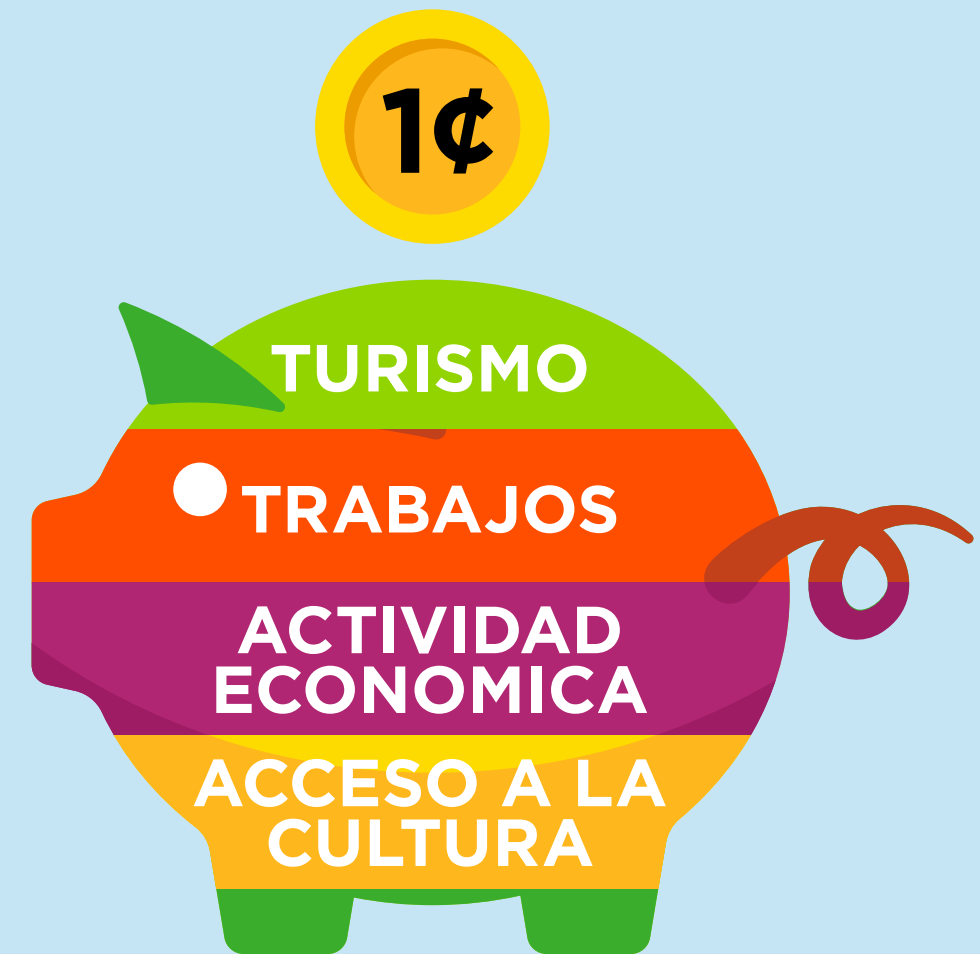 1¢
TURISMO
TRABAJOS
ACTIVIDAD
ECONOMICA
ACCESO A LA
CULTURA